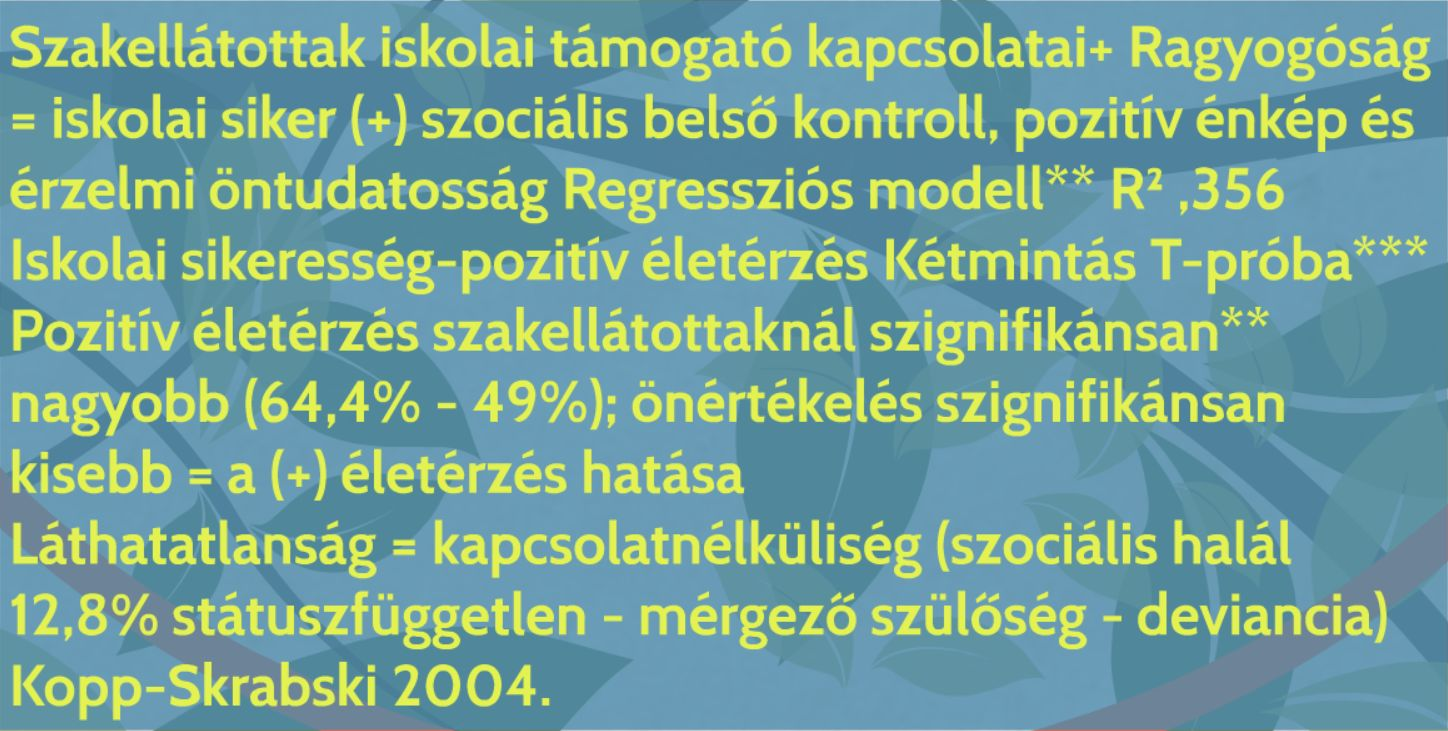 Szakellátottak iskolai támogató kapcsolatai+ Ragyogóság
= iskolai siker (+) szociális belső kontroll, pozitív énkép és
érzelmi öntudatosság Regressziós modell** R² ,356
Iskolai sikeresség-pozitív életérzés Kétmintás T-próba***
Pozitív életérzés szakellátottaknál szignifikánsan**
nagyobb (64,4% - 49%); önértékelés szignifikánsan
kisebb = a (+) életérzés hatása
Láthatatlanság = kapcsolatnélküliség (szociális halál
12,8% státuszfüggetlen - mérgező szülőség - deviancia)
Kopp-Skrabski 2004.